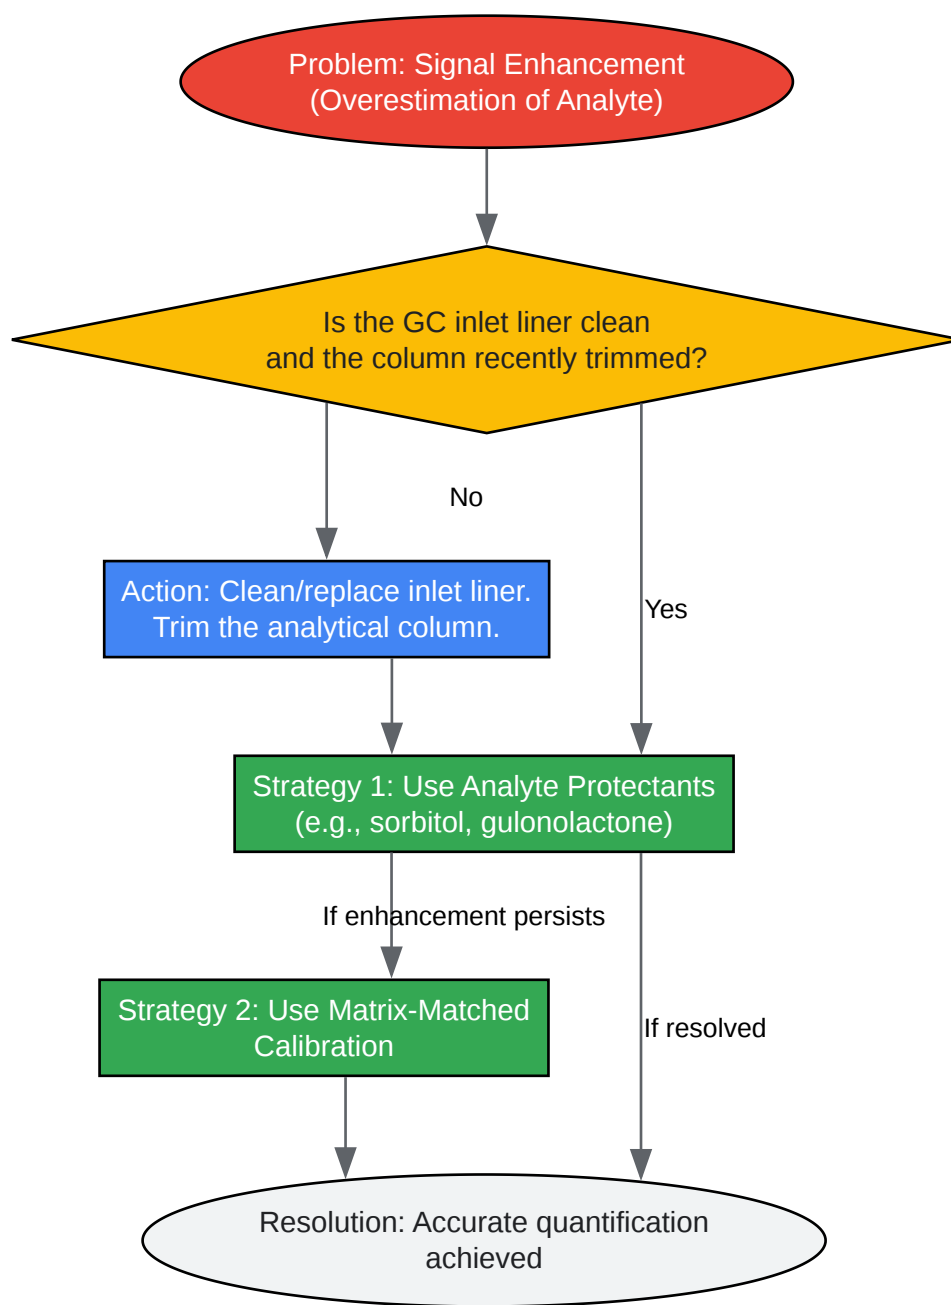 Problem: Signal Enhancement
(Overestimation of Analyte)
Is the GC inlet liner clean
and the column recently trimmed?
No
Action: Clean/replace inlet liner.
Trim the analytical column.
Yes
Strategy 1: Use Analyte Protectants
(e.g., sorbitol, gulonolactone)
If enhancement persists
Strategy 2: Use Matrix-Matched
Calibration
If resolved
Resolution: Accurate quantification
achieved